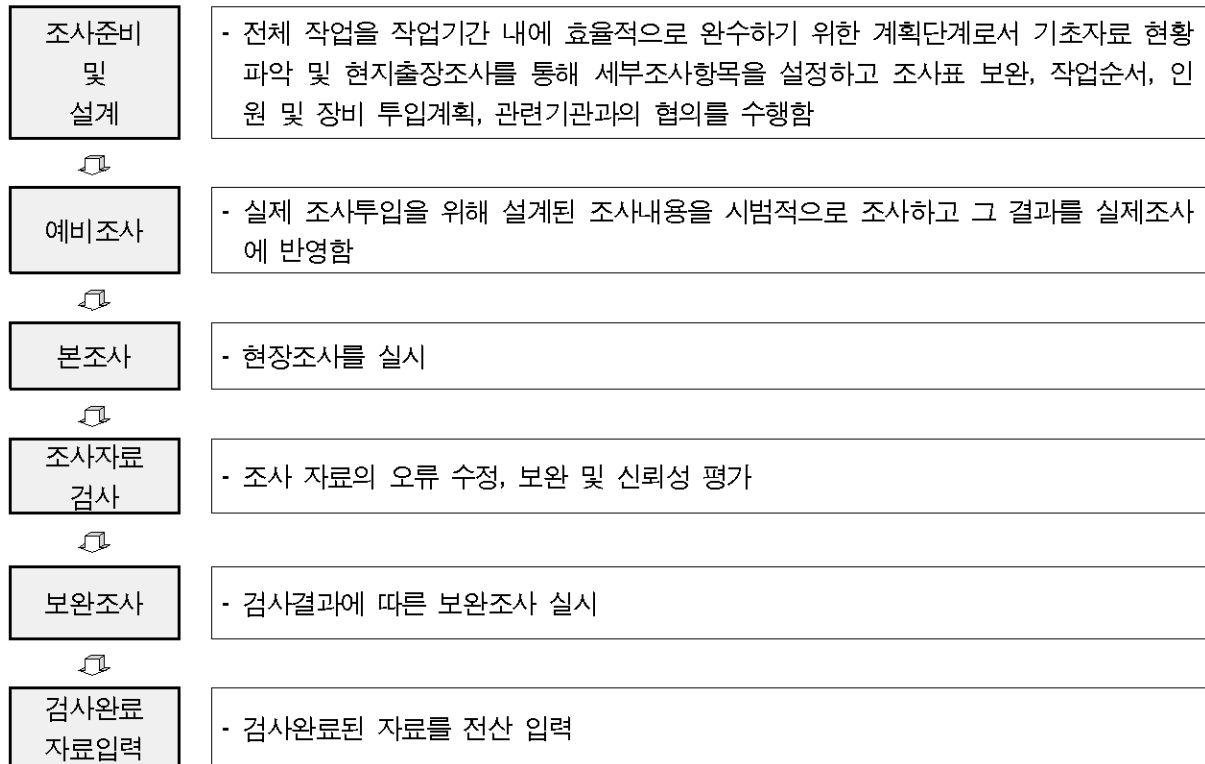 조사준비
및
설계
- 전체 작업을 작업기간 내에 효율적으로 완수하기 위한 계획단계로서 기초자료 현황
파악 및 현지출장조사를 통해 세부조사항목을 설정하고 조사표 보완, 작업순서, 인
원 및 장비 투입계획, 관련기관과의 협의를 수행함
예비조사
- 실제 조사투입을 위해 설계된 조사내용을 시범적으로 조사하고 그 결과를 실제조사
에 반영함
본조사
- 현장조사를 실시
조사자료
검사
- 조사 자료의 오류 수정, 보완 및 신뢰성 평가
보완조사
- 검사결과에 따른 보완조사 실시
검사완료
자료입력
- 검사완료된 자료를 전산 입력